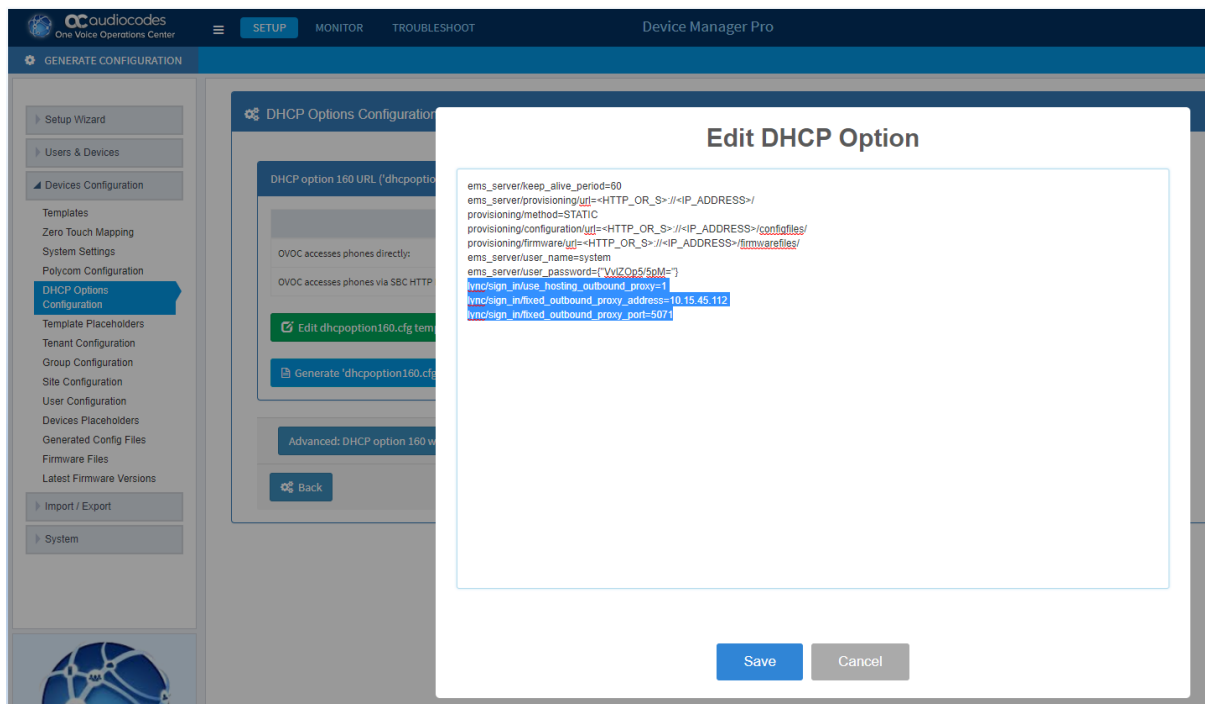 audiocodes
One Voice Operations Center
SETUP
MONITOR
TROUBLESHOOT
Device Manager Pro
GENERATE CONFIGURATION
Setup Wizard
Users & Devices
Devices Configuration
Templates
Zero Touch Mapping
System Settings
Polycom Configuration
DHCP Options
Configuration
Template Placeholders
Tenant Configuration
Group Configuration
Site Configuration
User Configuration
Devices Placeholders
Generated Config Files
Firmware Files
Latest Firmware Versions
Import / Export
System
DHCP Options Configuration
DHCP option 160 URL ('dhcpoptio
OVOC accesses phones directly:
OVOC accesses phones via SBC HTTP
Edit dhcpoption160.cfg tem
Generate 'dhcpoption160.cfg
Advanced: DHCP option 160 w
Back
Edit DHCP Option
ems_server/keep_alive_period=60
ems_server/provisioning/url=<HTTP_OR_S>://<IP_ADDRESS>/
provisioning/method=STATIC
provisioning/configuration/url=<HTTP_OR_S>://<IP_ADDRESS>/configfiles/
provisioning/firmware/url=<HTTP_OR_S>://<IP_ADDRESS>/firmwarefiles/
ems_server/user_name=system
ems_server/user_password={"VvlZOp5/5pM="}
lync/sign_in/use_hosting_outbound_proxy=1
lync/sign_in/fixed_outbound_proxy_address=10.15.45.112
lync/sign_in/fixed_outbound_proxy_port=5071
Save
Cancel